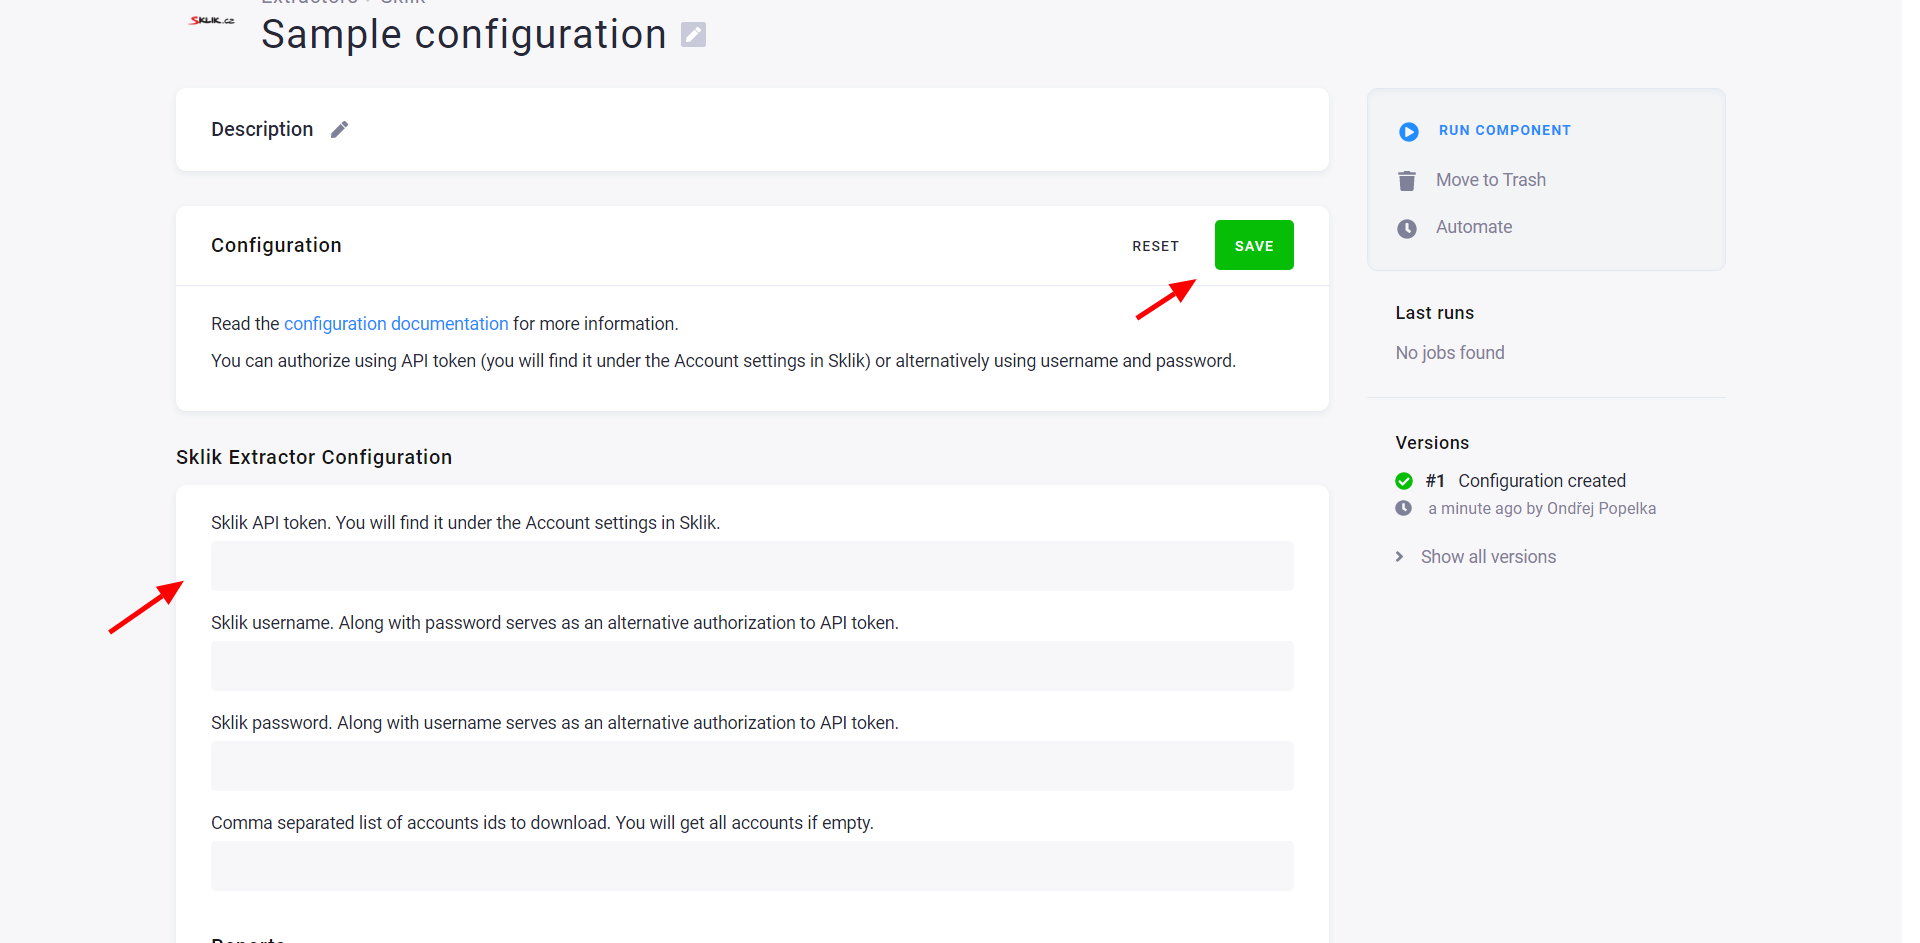 Extractors > Sklik
SKLIK.CZ
Sample configuration
Description
Configuration
RESET
SAVE
Read the configuration documentation for more information.
You can authorize using API token (you will find it under the Account settings in Sklik) or alternatively using username and password.
Sklik Extractor Configuration
Sklik API token. You will find it under the Account settings in Sklik.
Sklik username. Along with password serves as an alternative authorization to API token.
Sklik password. Along with username serves as an alternative authorization to API token.
Comma separated list of accounts ids to download. You will get all accounts if empty.
Reports
RUN COMPONENT
Move to Trash
Automate
Last runs
No jobs found
Versions
#1 Configuration created
a minute ago by Ondřej Popelka
Show all versions